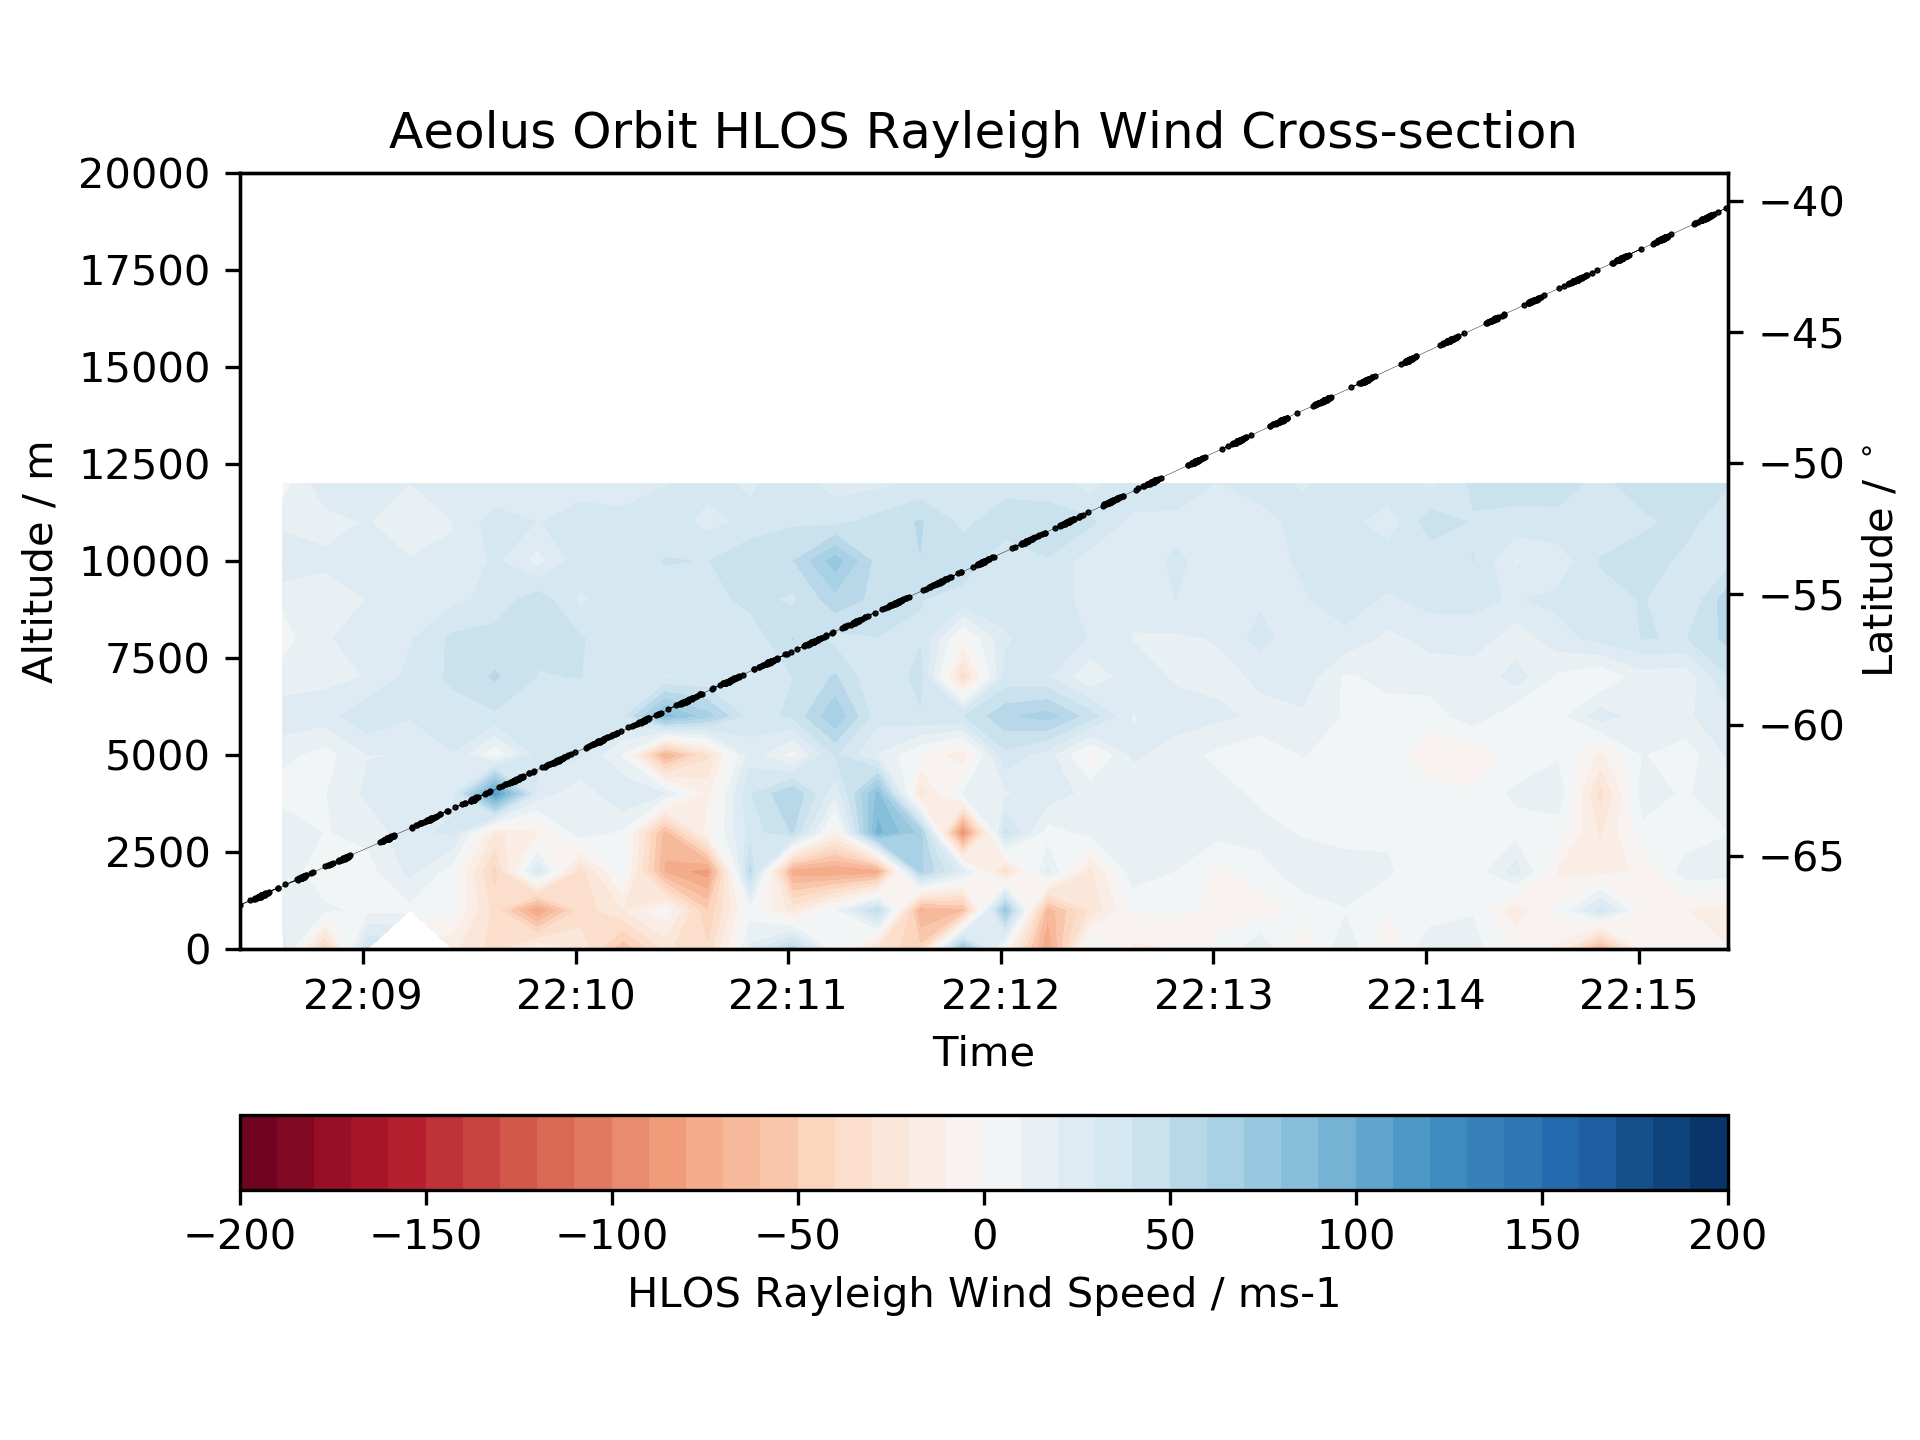 Aeolus Orbit HLOS Rayleigh Wind Cross-section
20000
17500
15000
12500
10000
7500
5000
2500
0
Altitude / m
−40
−45
−50
−55
−60
−65
Latitude / °
22:09 22:10 22:11 22:12 22:13 22:14 22:15
Time
−200 −150 −100 −50 0 50 100 150 200
HLOS Rayleigh Wind Speed / ms-1